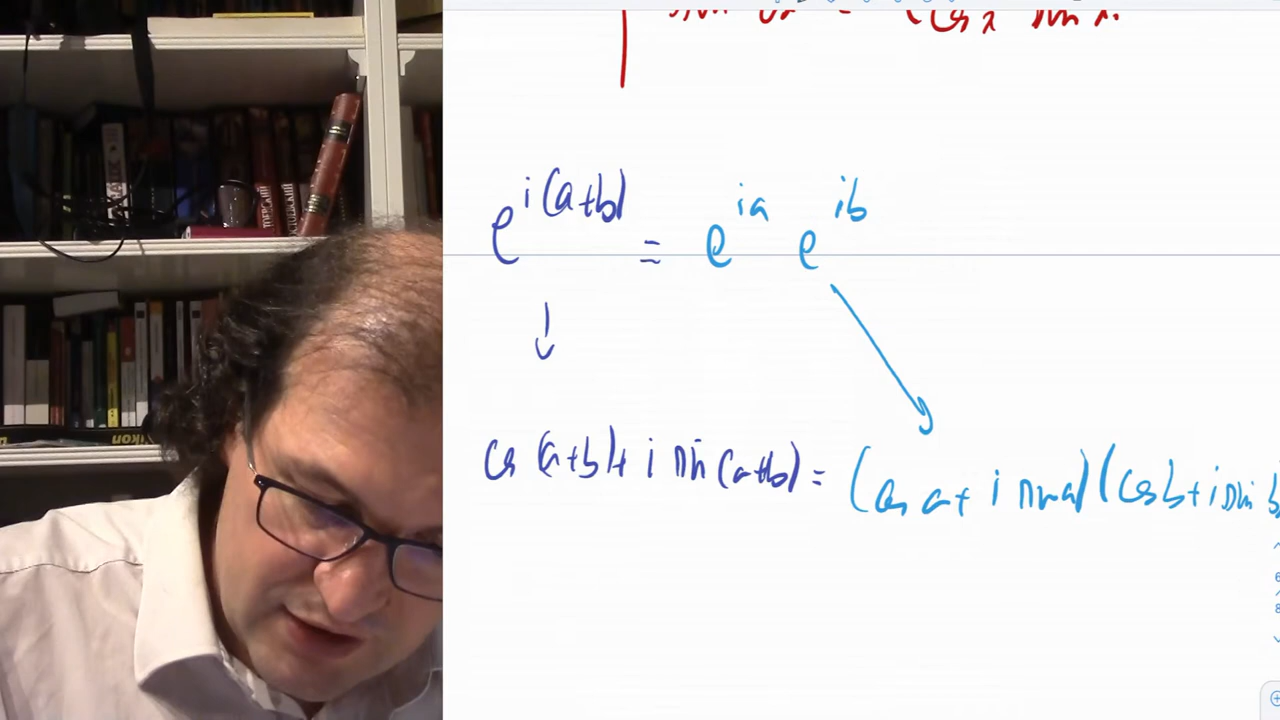 e^{i(a+b)} = e^{ia} e^{ib}
cos(a+b)+i sin(a+b)= (cos a+ i sin a)(cos b+i sin b)